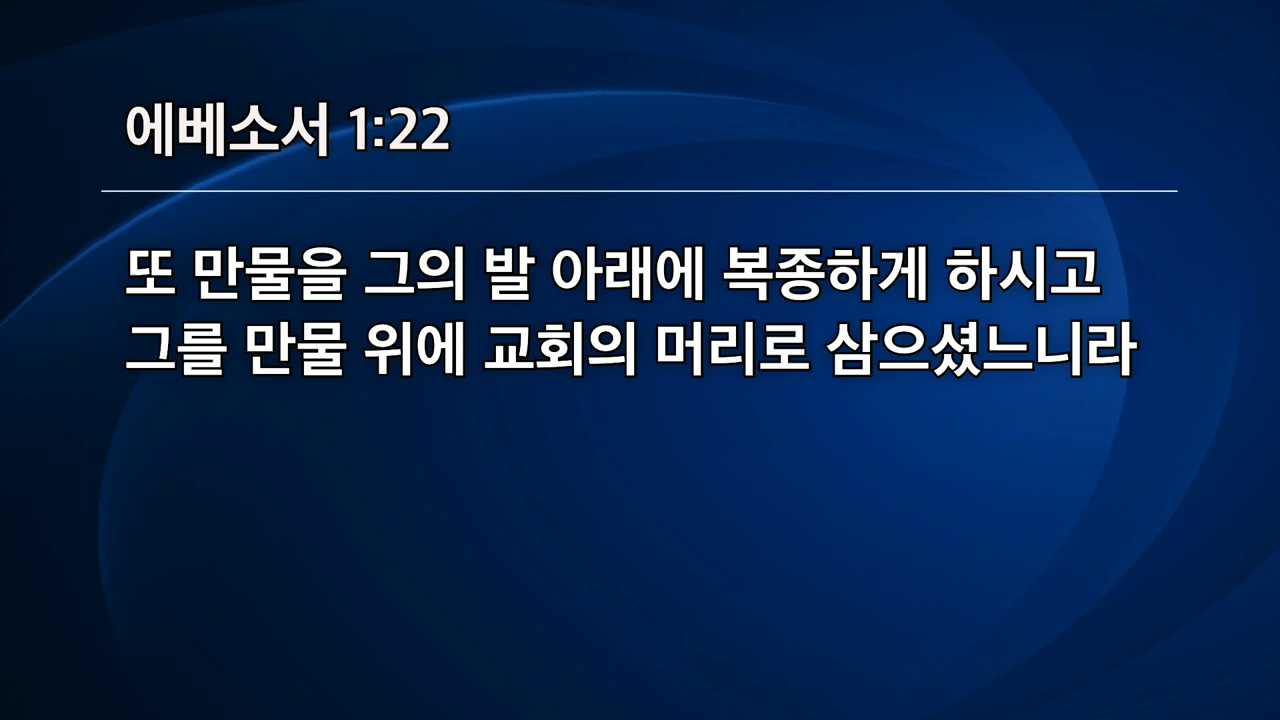 에베소서 1:22
또 만물을 그의 발 아래에 복종하게 하시고
그를 만물 위에 교회의 머리로 삼으셨느니라